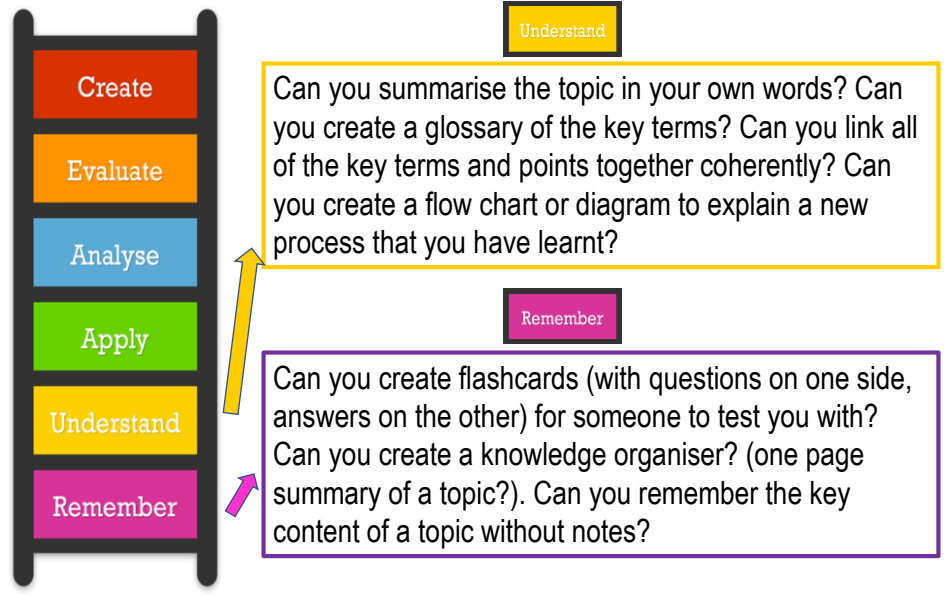 Create
Evaluate
Analyse
Apply
Understand
Remember
Understand
Can you summarise the topic in your own words? Can
you create a glossary of the key terms? Can you link all
of the key terms and points together coherently? Can
you create a flow chart or diagram to explain a new
process that you have learnt?
Remember
Can you create flashcards (with questions on one side,
answers on the other) for someone to test you with?
Can you create a knowledge organiser? (one page
summary of a topic?). Can you remember the key
content of a topic without notes?